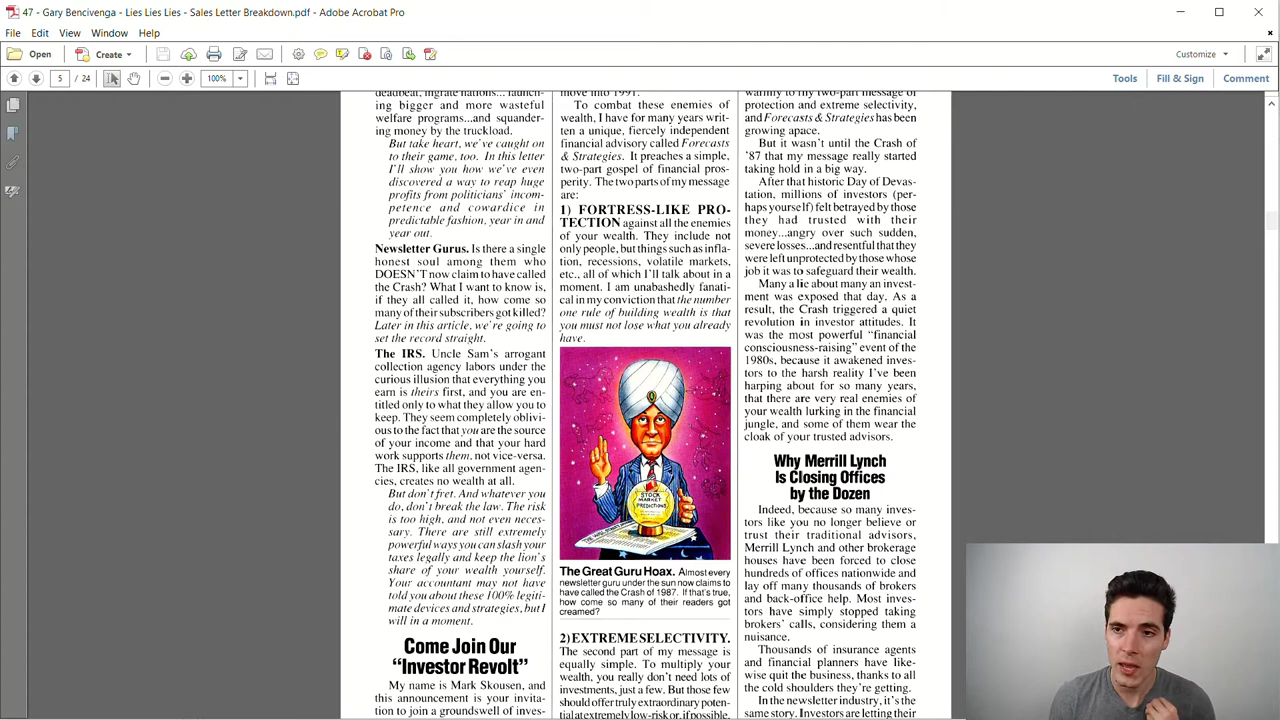 47 - Gary Bencivenga - Lies Lies Lies - Sales Letter Breakdown.pdf - Adobe Acrobat Pro
File Edit View Window Help
Open Create Customize
5 / 24 100% Tools Fill & Sign Comment
deadbeat, ingrate nations... launch-
ing bigger and more wasteful
welfare programs...and squander-
ing money by the truckload.
But take heart, we've caught on
to their game, too. In this letter
I'll show you how we've even
discovered a way to reap huge
profits from politicians' incom-
petence and cowardice in
predictable fashion, year in and
year out.
Newsletter Gurus. Is there a single
honest soul among them who
DOESN'T now claim to have called
the Crash? What I want to know is,
if they all called it, how come so
many of their subscribers got killed?
Later in this article, we're going to
set the record straight.
The IRS. Uncle Sam's arrogant
collection agency labors under the
curious illusion that everything you
earn is theirs first, and you are en-
titled only to what they allow you to
keep. They seem completely oblivi-
ous to the fact that you are the source
of your income and that your hard
work supports them, not vice-versa.
The IRS, like all government agen-
cies, creates no wealth at all.
But don't fret. And whatever you
do, don't break the law. The risk
is too high, and not even neces-
sary. There are still extremely
powerful ways you can slash your
taxes legally and keep the lion's
share of your wealth yourself.
Your accountant may not have
told you about these 100% legiti-
mate devices and strategies, but I
will in a moment.
Come Join Our
“Investor Revolt”
My name is Mark Skousen, and
this announcement is your invita-
tion to join a groundswell of inves-
move into 1991.
To combat these enemies of
wealth, I have for many years writ-
ten a unique, fiercely independent
financial advisory called Forecasts
& Strategies. It preaches a simple,
two-part gospel of financial pros-
perity. The two parts of my message
are:
1) FORTRESS-LIKE PRO-
TECTION against all the enemies
of your wealth. They include not
only people, but things such as infla-
tion, recessions, volatile markets,
etc., all of which I'll talk about in a
moment. I am unabashedly fanati-
cal in my conviction that the number
one rule of building wealth is that
you must not lose what you already
have.
STOCK
MARKET
PREDICTIONS
The Great Guru Hoax. Almost every
newsletter guru under the sun now claims to
have called the Crash of 1987. If that's true,
how come so many of their readers got
creamed?
2) EXTREME SELECTIVITY.
The second part of my message is
equally simple. To multiply your
wealth, you really don't need lots of
investments, just a few. But those few
should offer truly extraordinary poten-
tial at extremely low-risk or, if possible,
warmly to my two-part message of
protection and extreme selectivity,
and Forecasts & Strategies has been
growing apace.
But it wasn't until the Crash of
'87 that my message really started
taking hold in a big way.
After that historic Day of Devas-
tation, millions of investors (per-
haps yourself) felt betrayed by those
they had trusted with their
money...angry over such sudden,
severe losses...and resentful that they
were left unprotected by those whose
job it was to safeguard their wealth.
Many a lie about many an invest-
ment was exposed that day. As a
result, the Crash triggered a quiet
revolution in investor attitudes. It
was the most powerful “financial
consciousness-raising” event of the
1980s, because it awakened inves-
tors to the harsh reality I've been
harping about for so many years,
that there are very real enemies of
your wealth lurking in the financial
jungle, and some of them wear the
cloak of your trusted advisors.
Why Merrill Lynch
Is Closing Offices
by the Dozen
Indeed, because so many inves-
tors like you no longer believe or
trust their traditional advisors,
Merrill Lynch and other brokerage
houses have been forced to close
hundreds of offices nationwide and
lay off many thousands of brokers
and back-office help. Most inves-
tors have simply stopped taking
brokers' calls, considering them a
nuisance.
Thousands of insurance agents
and financial planners have like-
wise quit the business, thanks to all
the cold shoulders they're getting.
In the newsletter industry, it's the
same story. Investors are letting their